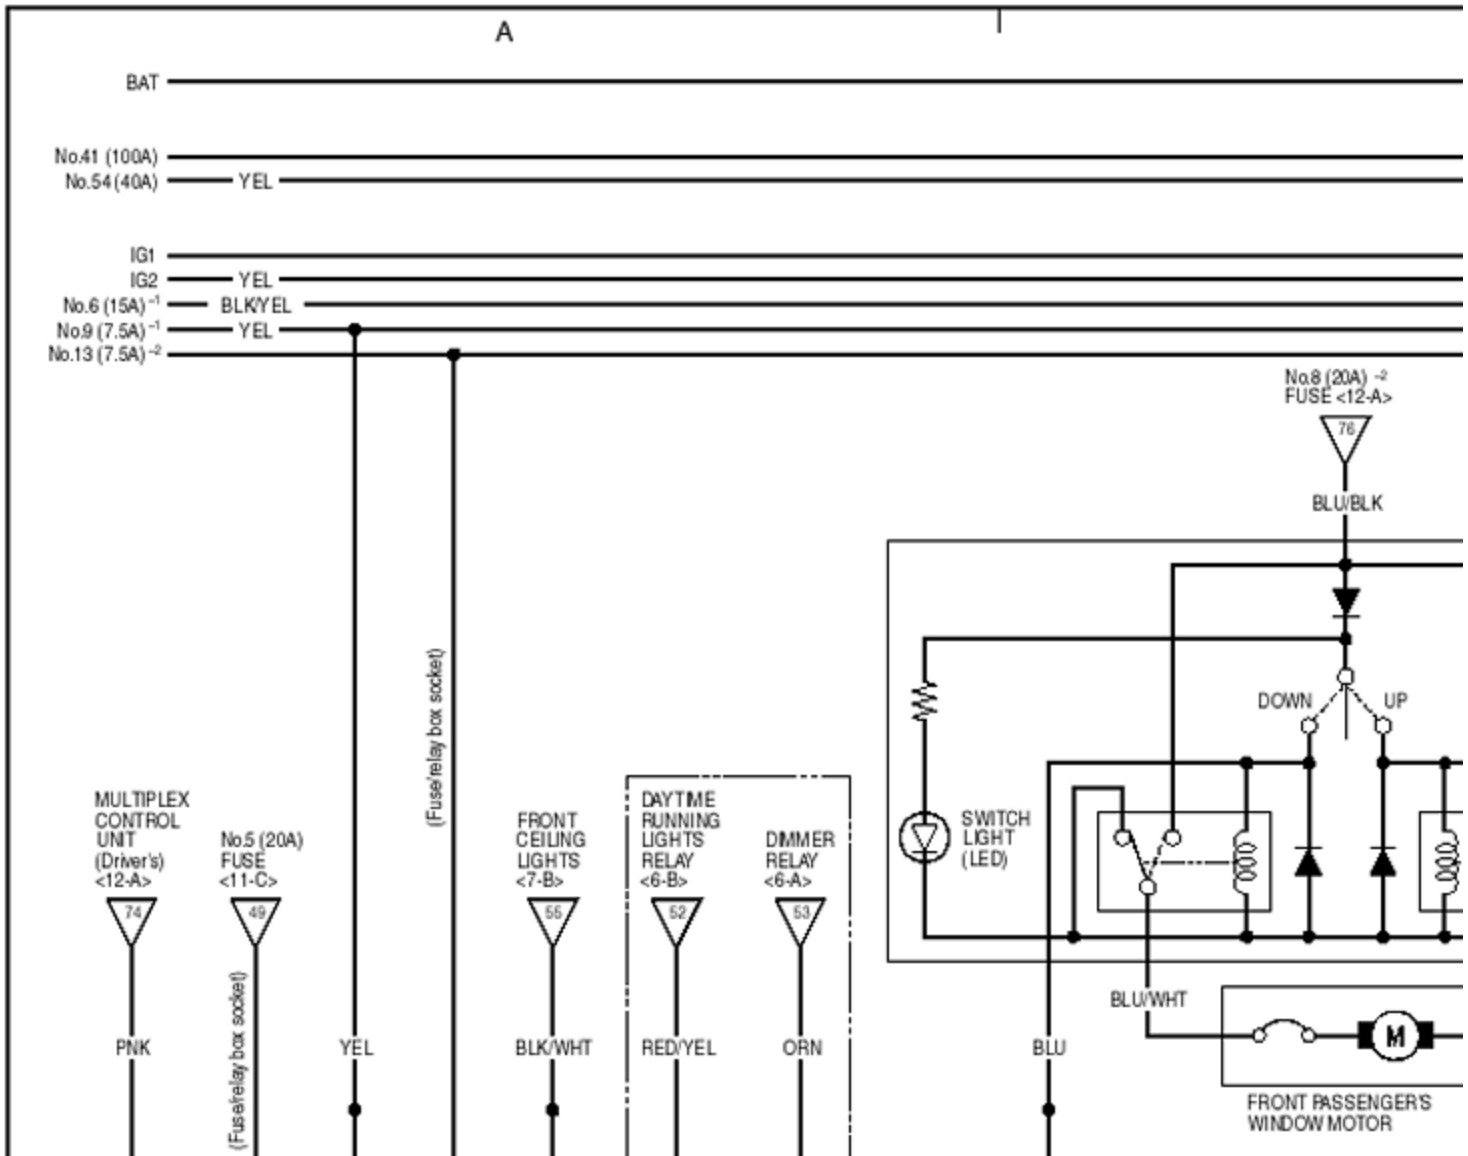 A
BAT
No.41 (100A)
No.54 (40A)
YEL
IG1
IG2
YEL
No.6 (15A) -1
BLK/YEL
No.9 (7.5A) -1
YEL
No.13 (7.5A) -2
No.8 (20A) -2
FUSE <12-A>
76
BLU/BLK
DOWN
UP
(Fuse/relay box socket)
MULTIPLEX
CONTROL
UNIT
(Driver's)
<12-A>
74
No.5 (20A)
FUSE
<11-C>
49
FRONT
CEILING
LIGHTS
<7-B>
55
DAYTIME
RUNNING
LIGHTS
RELAY
<6-B>
52
DIMMER
RELAY
<6-A>
53
SWITCH
LIGHT
(LED)
BLU/WHT
M
PNK
(Fuse/relay box socket)
YEL
BLK/WHT
RED/YEL
ORN
BLU
FRONT PASSENGER'S
WINDOW MOTOR